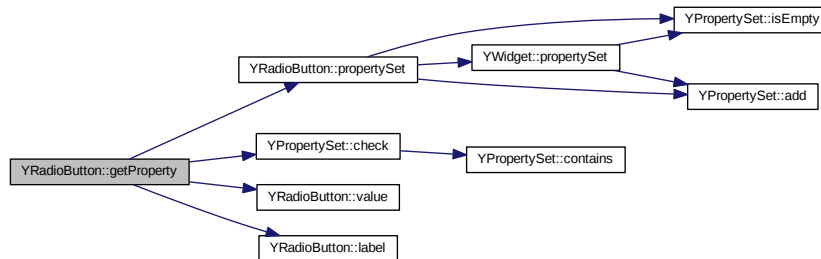 YRadioButton::getProperty
YRadioButton::propertySet
YPropertySet::check
YRadioButton::value
YRadioButton::label
YWidget::propertySet
YPropertySet::contains
YPropertySet::isEmpty
YPropertySet::add